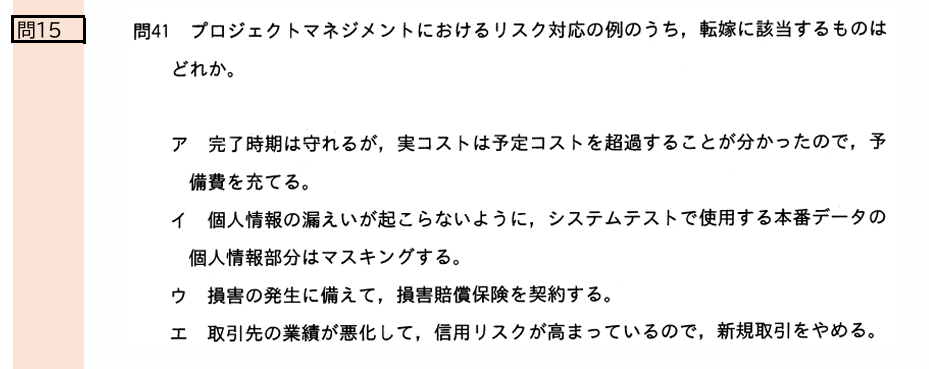 問15
問41 プロジェクトマネジメントにおけるリスク対応の例のうち，転嫁に該当するものは
どれか。
ア 完了時期は守れるが，実コストは予定コストを超過することが分かったので，予
備費を充てる。
イ 個人情報の漏えいが起こらないように，システムテストで使用する本番データの
個人情報部分はマスキングする。
ウ 損害の発生に備えて，損害賠償保険を契約する。
エ 取引先の業績が悪化して，信用リスクが高まっているので，新規取引をやめる。